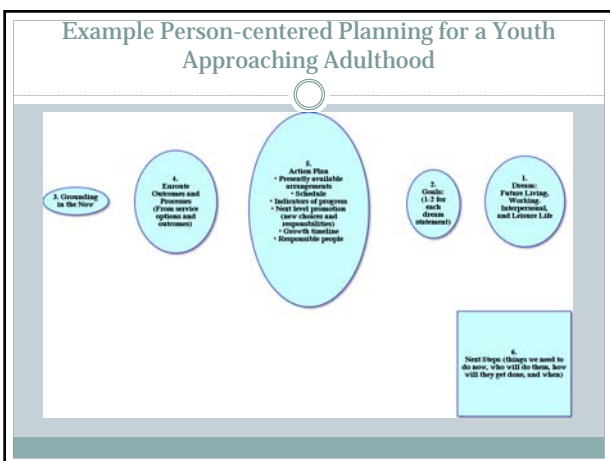 Example Person-centered Planning for a Youth
Approaching Adulthood
3. Grounding
in the Now
4.
Enroute
Outcomes and
Processes
(From service
options and
outcomes)
5.
Action Plan
• Presently available
arrangements
• Schedule
• Indicators of progress
• Next level promotion
(new choices and
responsibilities)
• Growth timeline
• Responsible people
2.
Goals:
(1-2 for
each
dream
statement)
1.
Dream:
Future Living,
Working,
Interpersonal,
and Leisure Life
6.
Next Steps (things we need to
do now, who will do them, how
will they get done, and when)